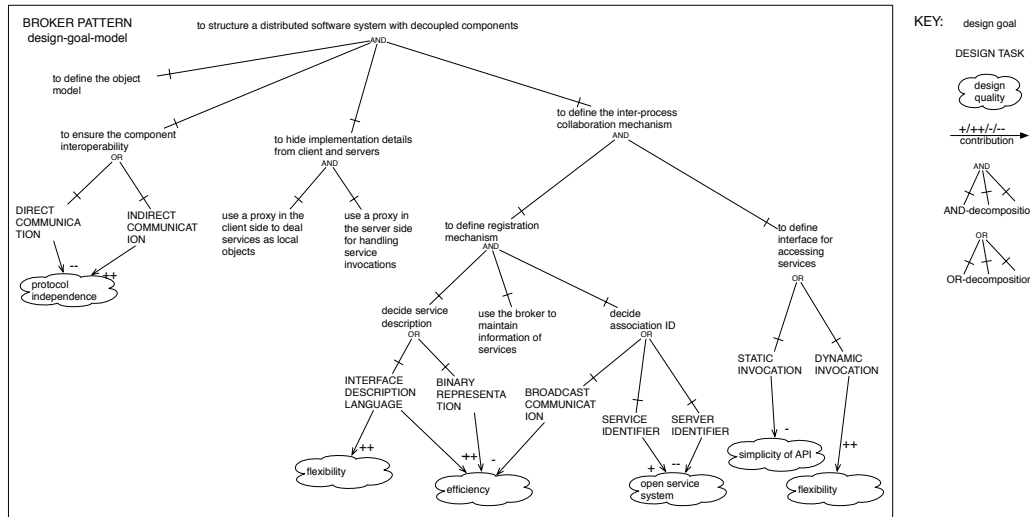 BROKER PATTERN
design-goal-model
to structure a distributed software system with decoupled components
AND
to define the object
model
to ensure the component
interoperability
OR
to hide implementation details
from client and servers
AND
to define the inter-process
collaboration mechanism
AND
DIRECT
COMMUNICA
TION
INDIRECT
COMMUNICAT
ION
use a proxy in the
client side to deal
services as local
objects
use a proxy in
the server side
for handling
service
invocations
to define registration
mechanism
AND
to define
interface for
accessing
services
OR
--
++
protocol
independence
decide service
description
OR
use the broker to
maintain
information of
services
decide
association ID
OR
STATIC
INVOCATION
DYNAMIC
INVOCATION
INTERFACE
DESCRIPTION
LANGUAGE
BINARY
REPRESENTA
TION
BROADCAST
COMMUNICAT
ION
SERVICE
IDENTIFIER
SERVER
IDENTIFIER
++
++
-
+
--
-
++
flexibility
efficiency
open service
system
simplicity of API
flexibility
KEY:
design goal
DESIGN TASK
design
quality
+/++/-/--
contribution
AND
AND-decomposition
OR
OR-decomposition